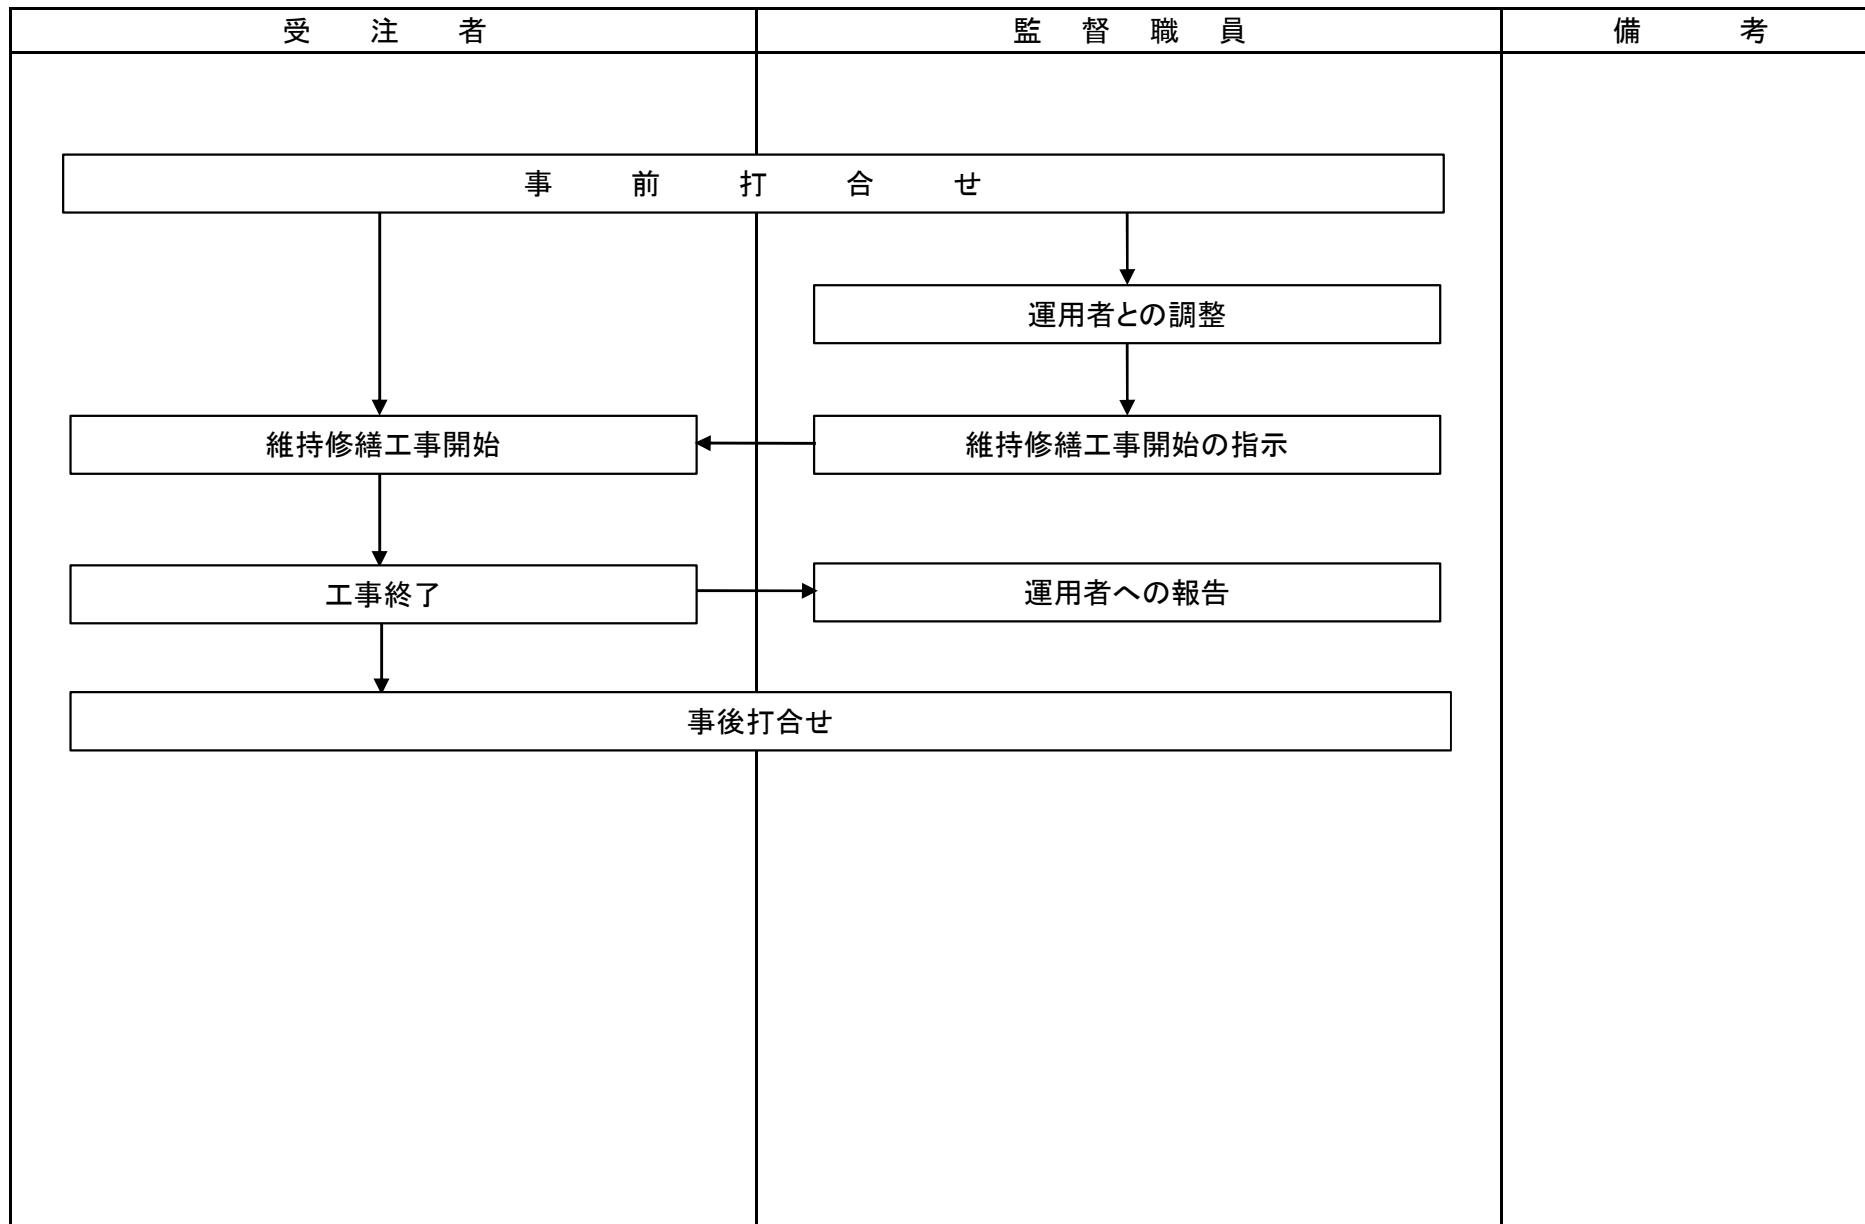 受注者
監督職員
備考
事前打合せ
運用者との調整
維持修繕工事開始
維持修繕工事開始の指示
工事終了
運用者への報告
事後打合せ